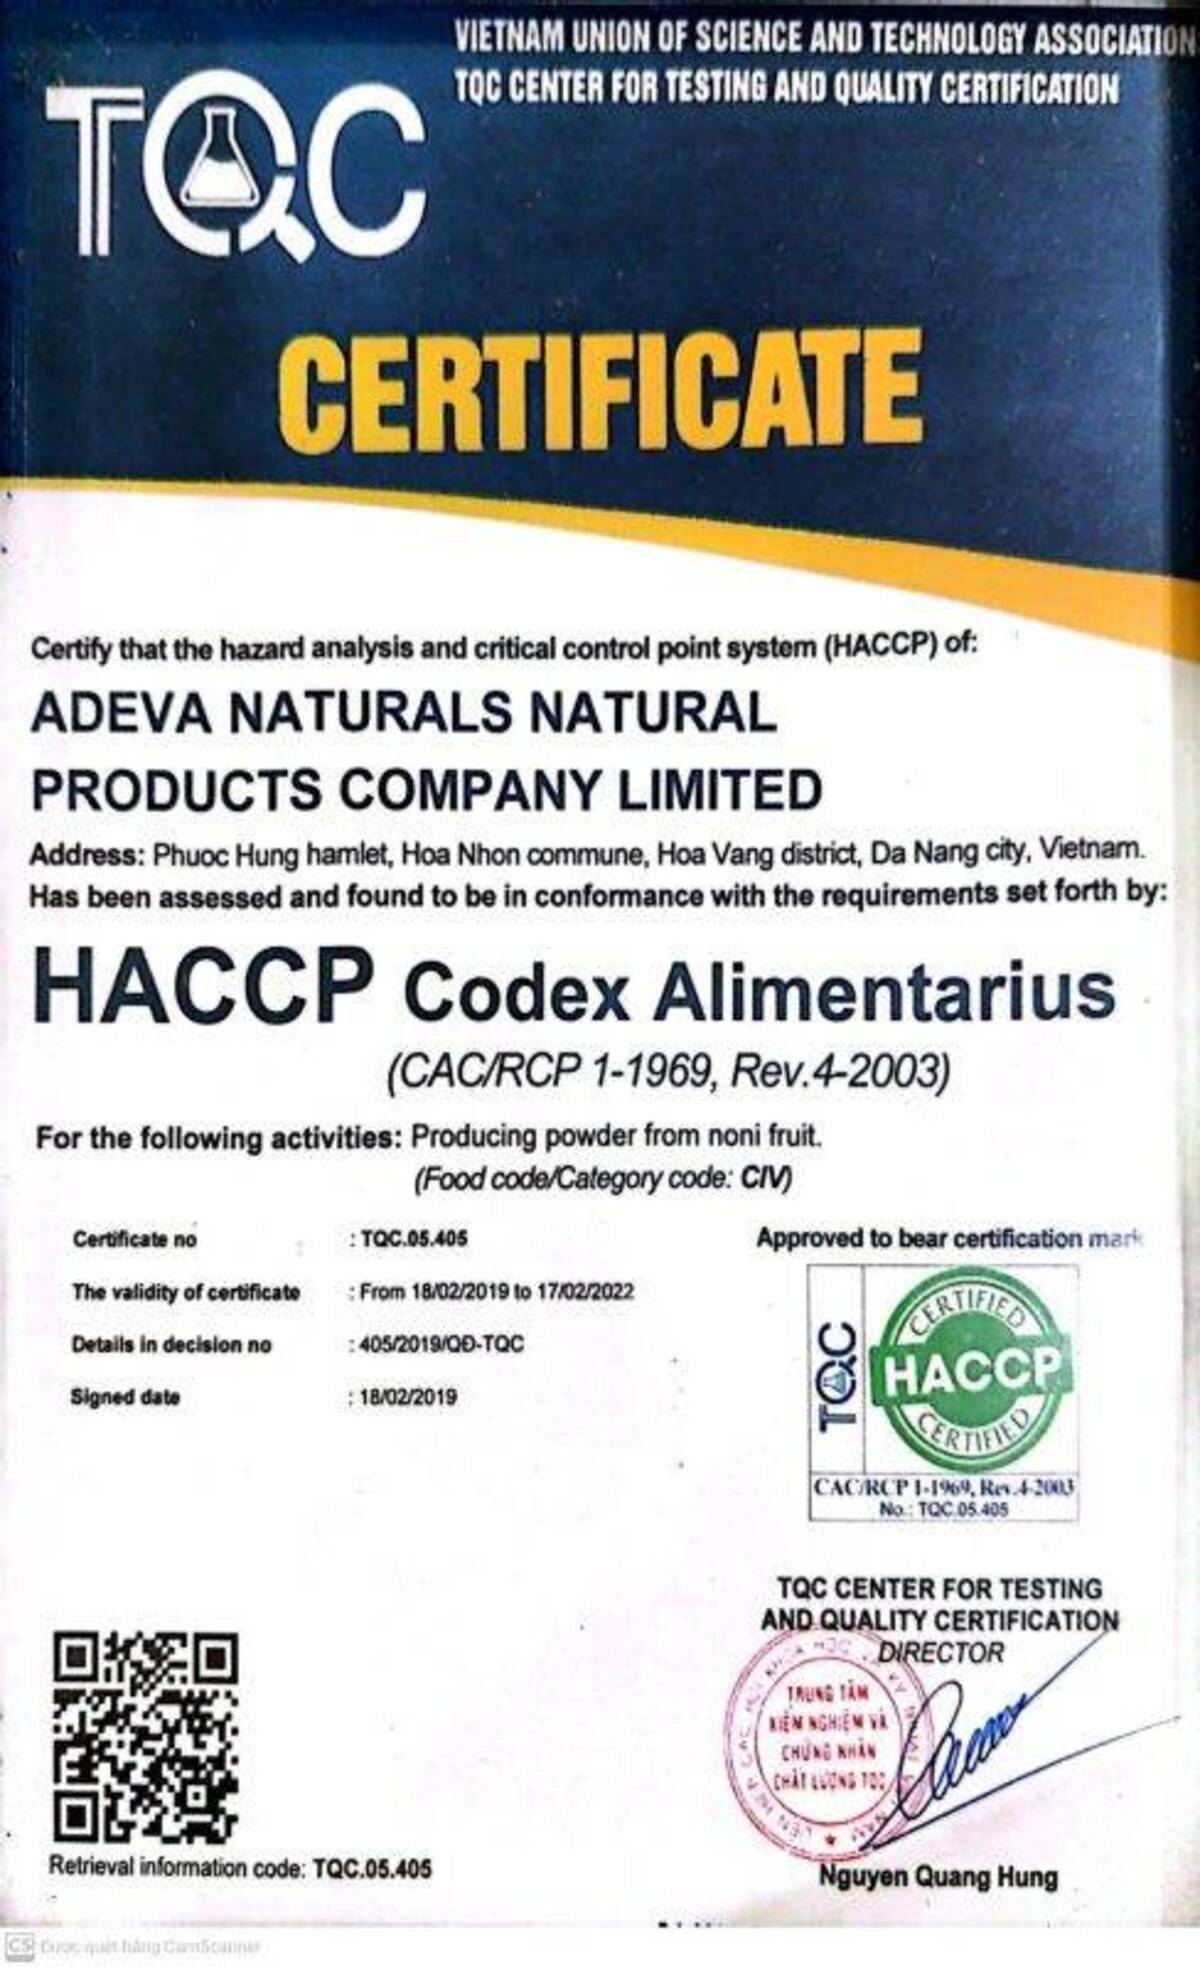 VIETNAM UNION OF SCIENCE AND TECHNOLOGY ASSOCIATION
TQC CENTER FOR TESTING AND QUALITY CERTIFICATION
TQC
CERTIFICATE
Certify that the hazard analysis and critical control point system (HACCP) of:
ADEVA NATURALS NATURAL
PRODUCTS COMPANY LIMITED
Address: Phuoc Hung hamlet, Hoa Nhon commune, Hoa Vang district, Da Nang city, Vietnam.
Has been assessed and found to be in conformance with the requirements set forth by:
HACCP Codex Alimentarius
(CAC/RCP 1-1969, Rev.4-2003)
For the following activities: Producing powder from noni fruit.
(Food code/Category code: CIV)
Certificate no : TQC.05.405
The validity of certificate : From 18/02/2019 to 17/02/2022
Details in decision no : 405/2019/QĐ-TQC
Signed date : 18/02/2019
Approved to bear certification mark
TQC
CERTIFIED
HACCP
CERTIFIED
CAC/RCP 1-1969, Rev.4-2003
No.: TQC.05.405
TQC CENTER FOR TESTING
AND QUALITY CERTIFICATION
DIRECTOR
TRUNG TÂM
KIỂM NGHIỆM VÀ
CHỨNG NHẬN
CHẤT LƯỢNG TQC
Nguyen Quang Hung
Retrieval information code: TQC.05.405
CS Được quét bằng CamScanner